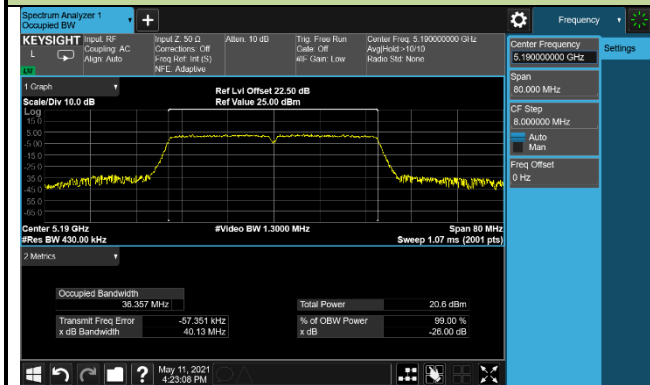 Spectrum Analyzer 1
Occupied BW
Frequency
KEYSIGHT
L
LNI
Input: RF
Coupling: AC
Align: Auto
Input Z: 50 Ω
Corrections: Off
Freq Ref: Int (S)
NFE: Adaptive
Atten: 10 dB
Trig: Free Run
Gate: Off
#IF Gain: Low
Center Freq: 5.190000000 GHz
Avg|Hold:>10/10
Radio Std: None
Center Frequency
5.190000000 GHz
Settings
Span
80.000 MHz
CF Step
8.000000 MHz
Auto
Man
Freq Offset
0 Hz
1 Graph
Scale/Div 10.0 dB
Ref Lvl Offset 22.50 dB
Ref Value 25.00 dBm
Log
15.0
5.00
-5.00
-15.0
-25.0
-35.0
-45.0
-55.0
-65.0
Center 5.19 GHz
#Video BW 1.3000 MHz
Span 80 MHz
#Res BW 430.00 kHz
Sweep 1.07 ms (2001 pts)
2 Metrics
Occupied Bandwidth
36.357 MHz
Total Power
20.6 dBm
Transmit Freq Error
-57.351 kHz
% of OBW Power
99.00 %
x dB Bandwidth
40.13 MHz
x dB
-26.00 dB
?
May 11, 2021
4:23:08 PM